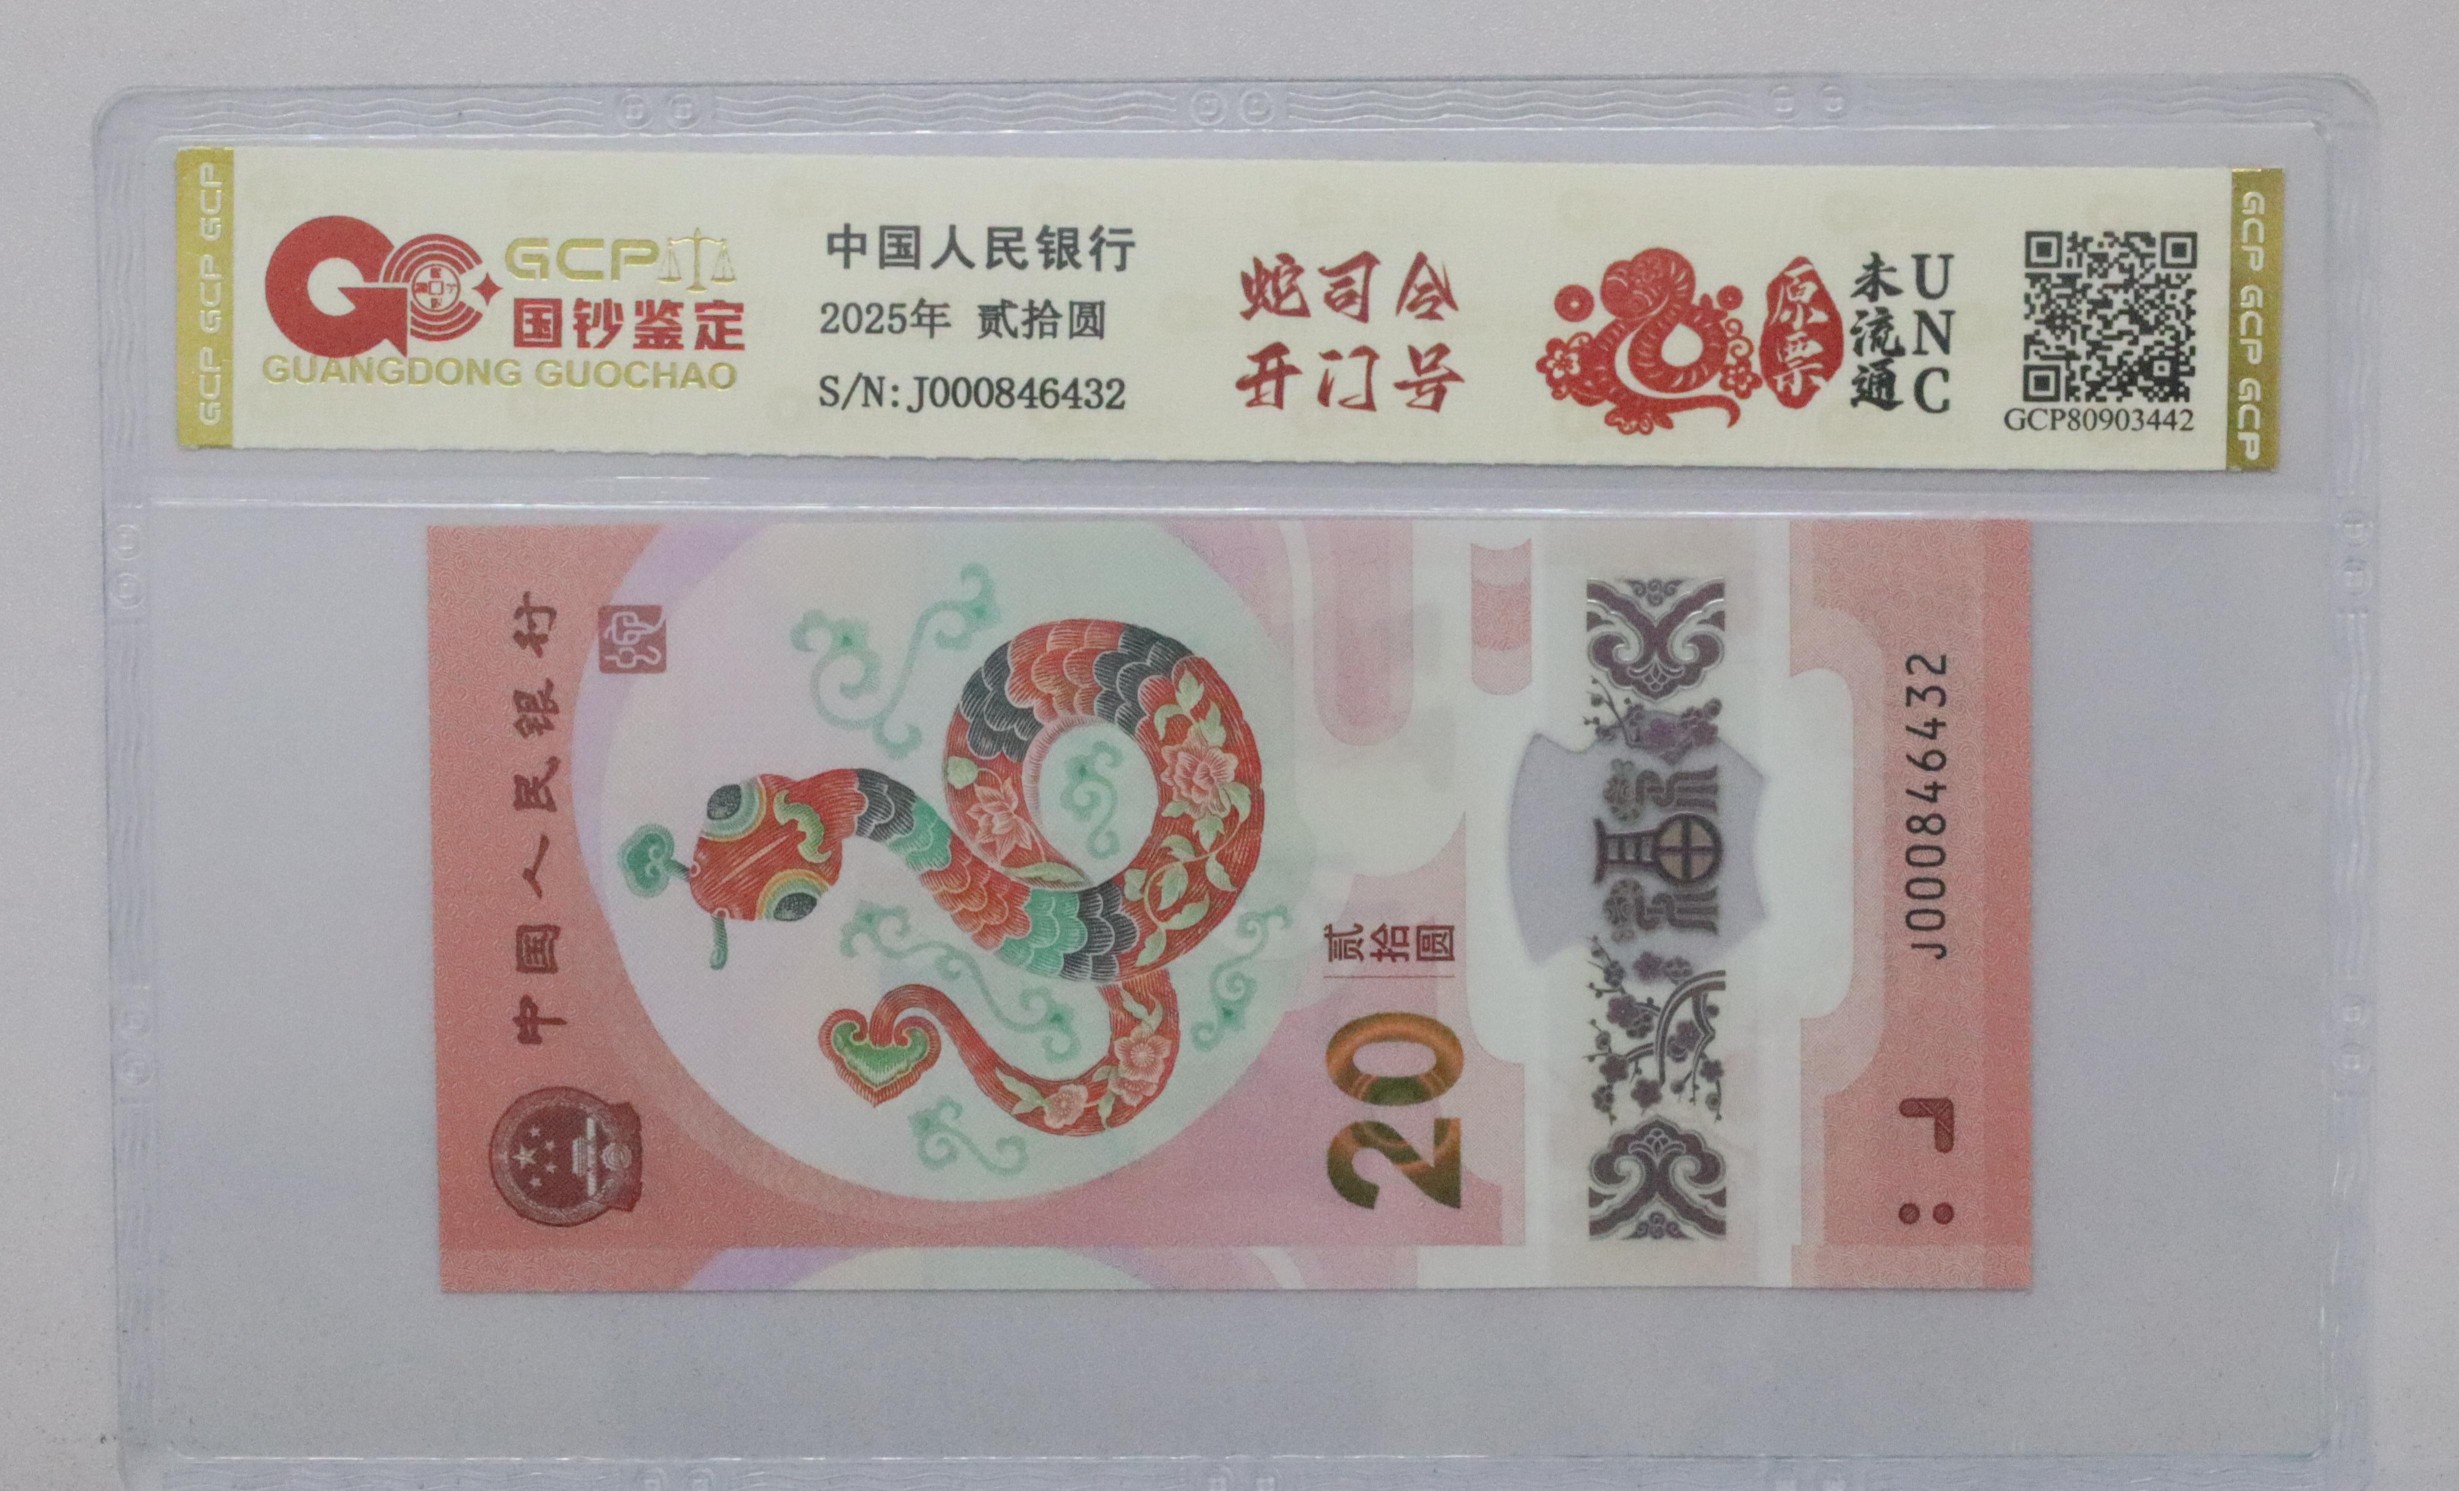 GCP GCP GCP
GCP
国钞鉴定
GUANGDONG GUOCHAO
中国人民银行
2025年 贰拾圆
S/N:J000846432
蛇司令
开门号
原票
未流通
UNC
GCP80903442
GCP GCP GCP
中国人民银行
贰拾圆
20
福
J000846432